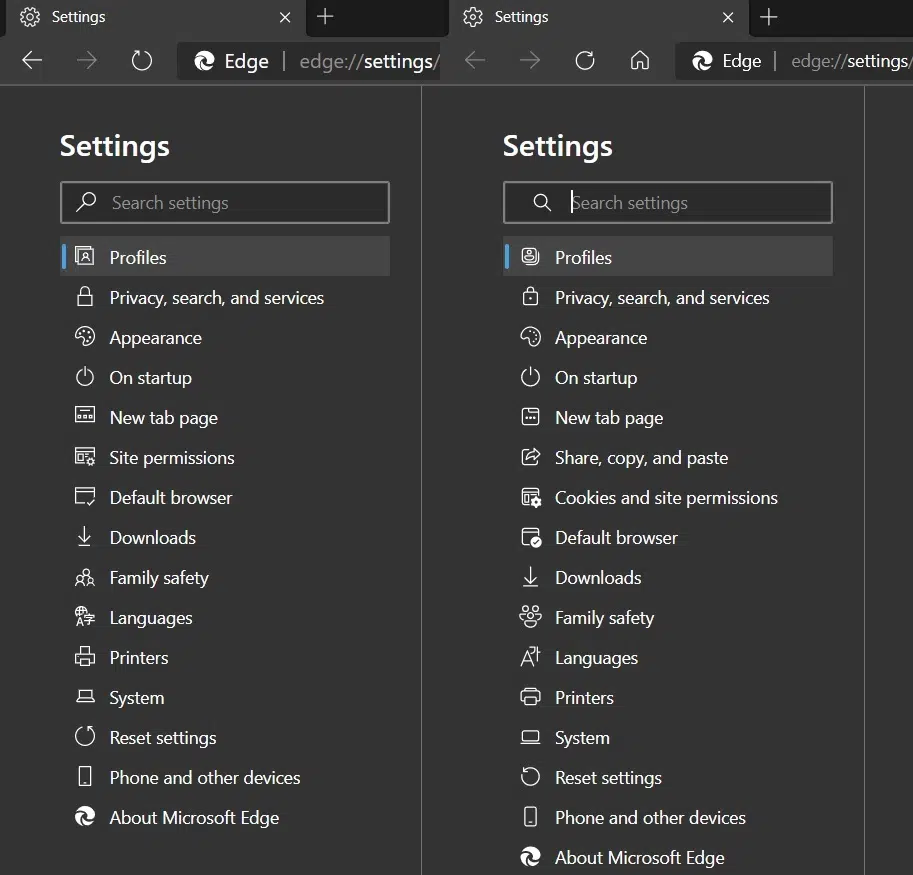 Settings
Edge | edge://settings/
Settings
Search settings
Profiles
Privacy, search, and services
Appearance
On startup
New tab page
Site permissions
Default browser
Downloads
Family safety
Languages
Printers
System
Reset settings
Phone and other devices
About Microsoft Edge
Settings
Edge | edge://settings/
Settings
Search settings
Profiles
Privacy, search, and services
Appearance
On startup
New tab page
Share, copy, and paste
Cookies and site permissions
Default browser
Downloads
Family safety
Languages
Printers
System
Reset settings
Phone and other devices
About Microsoft Edge